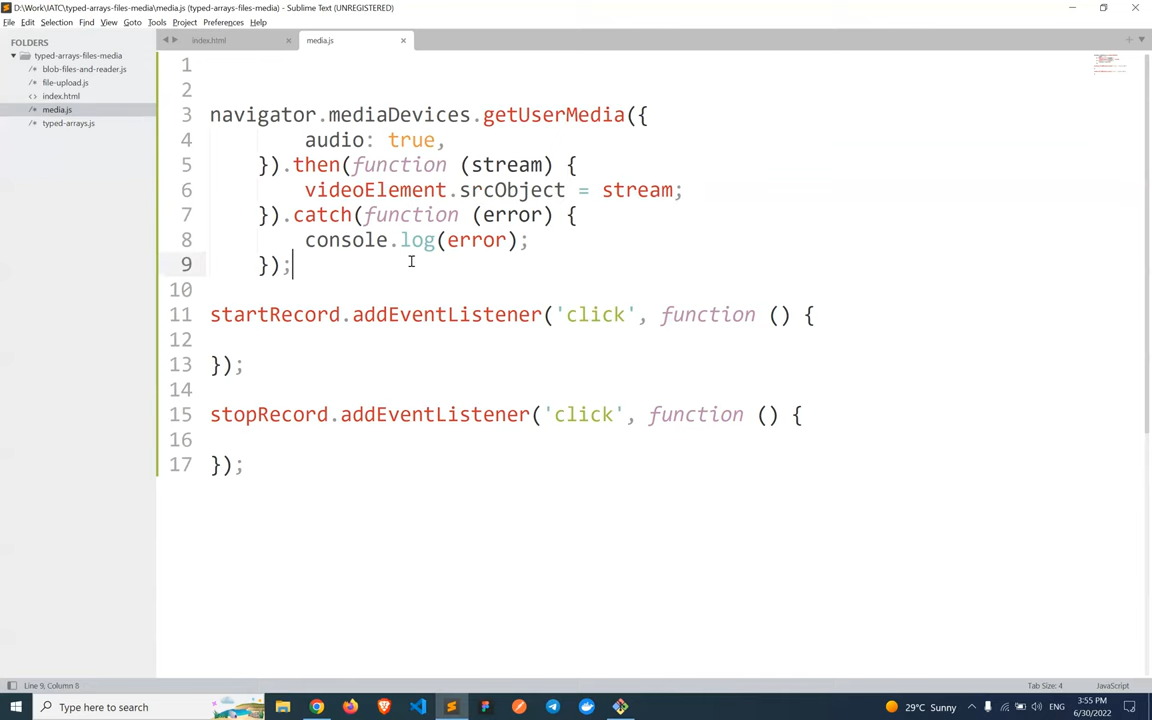 D:\Work\IATC\typed-arrays-files-media\media.js (typed-arrays-files-media) - Sublime Text (UNREGISTERED)
File Edit Selection Find View Goto Tools Project Preferences Help
FOLDERS
typed-arrays-files-media
/* blob-files-and-reader.js
/* file-upload.js
<> index.html
/* media.js
/* typed-arrays.js
index.html
media.js
1
2
3 navigator.mediaDevices.getUserMedia({
4 audio: true,
5 }).then(function (stream) {
6 videoElement.srcObject = stream;
7 }).catch(function (error) {
8 console.log(error);
9 });
10
11 startRecord.addEventListener('click', function () {
12
13 });
14
15 stopRecord.addEventListener('click', function () {
16
17 });
Line 9, Column 8
Tab Size: 4
JavaScript
Type here to search
29°C Sunny
ENG
3:55 PM
6/30/2022